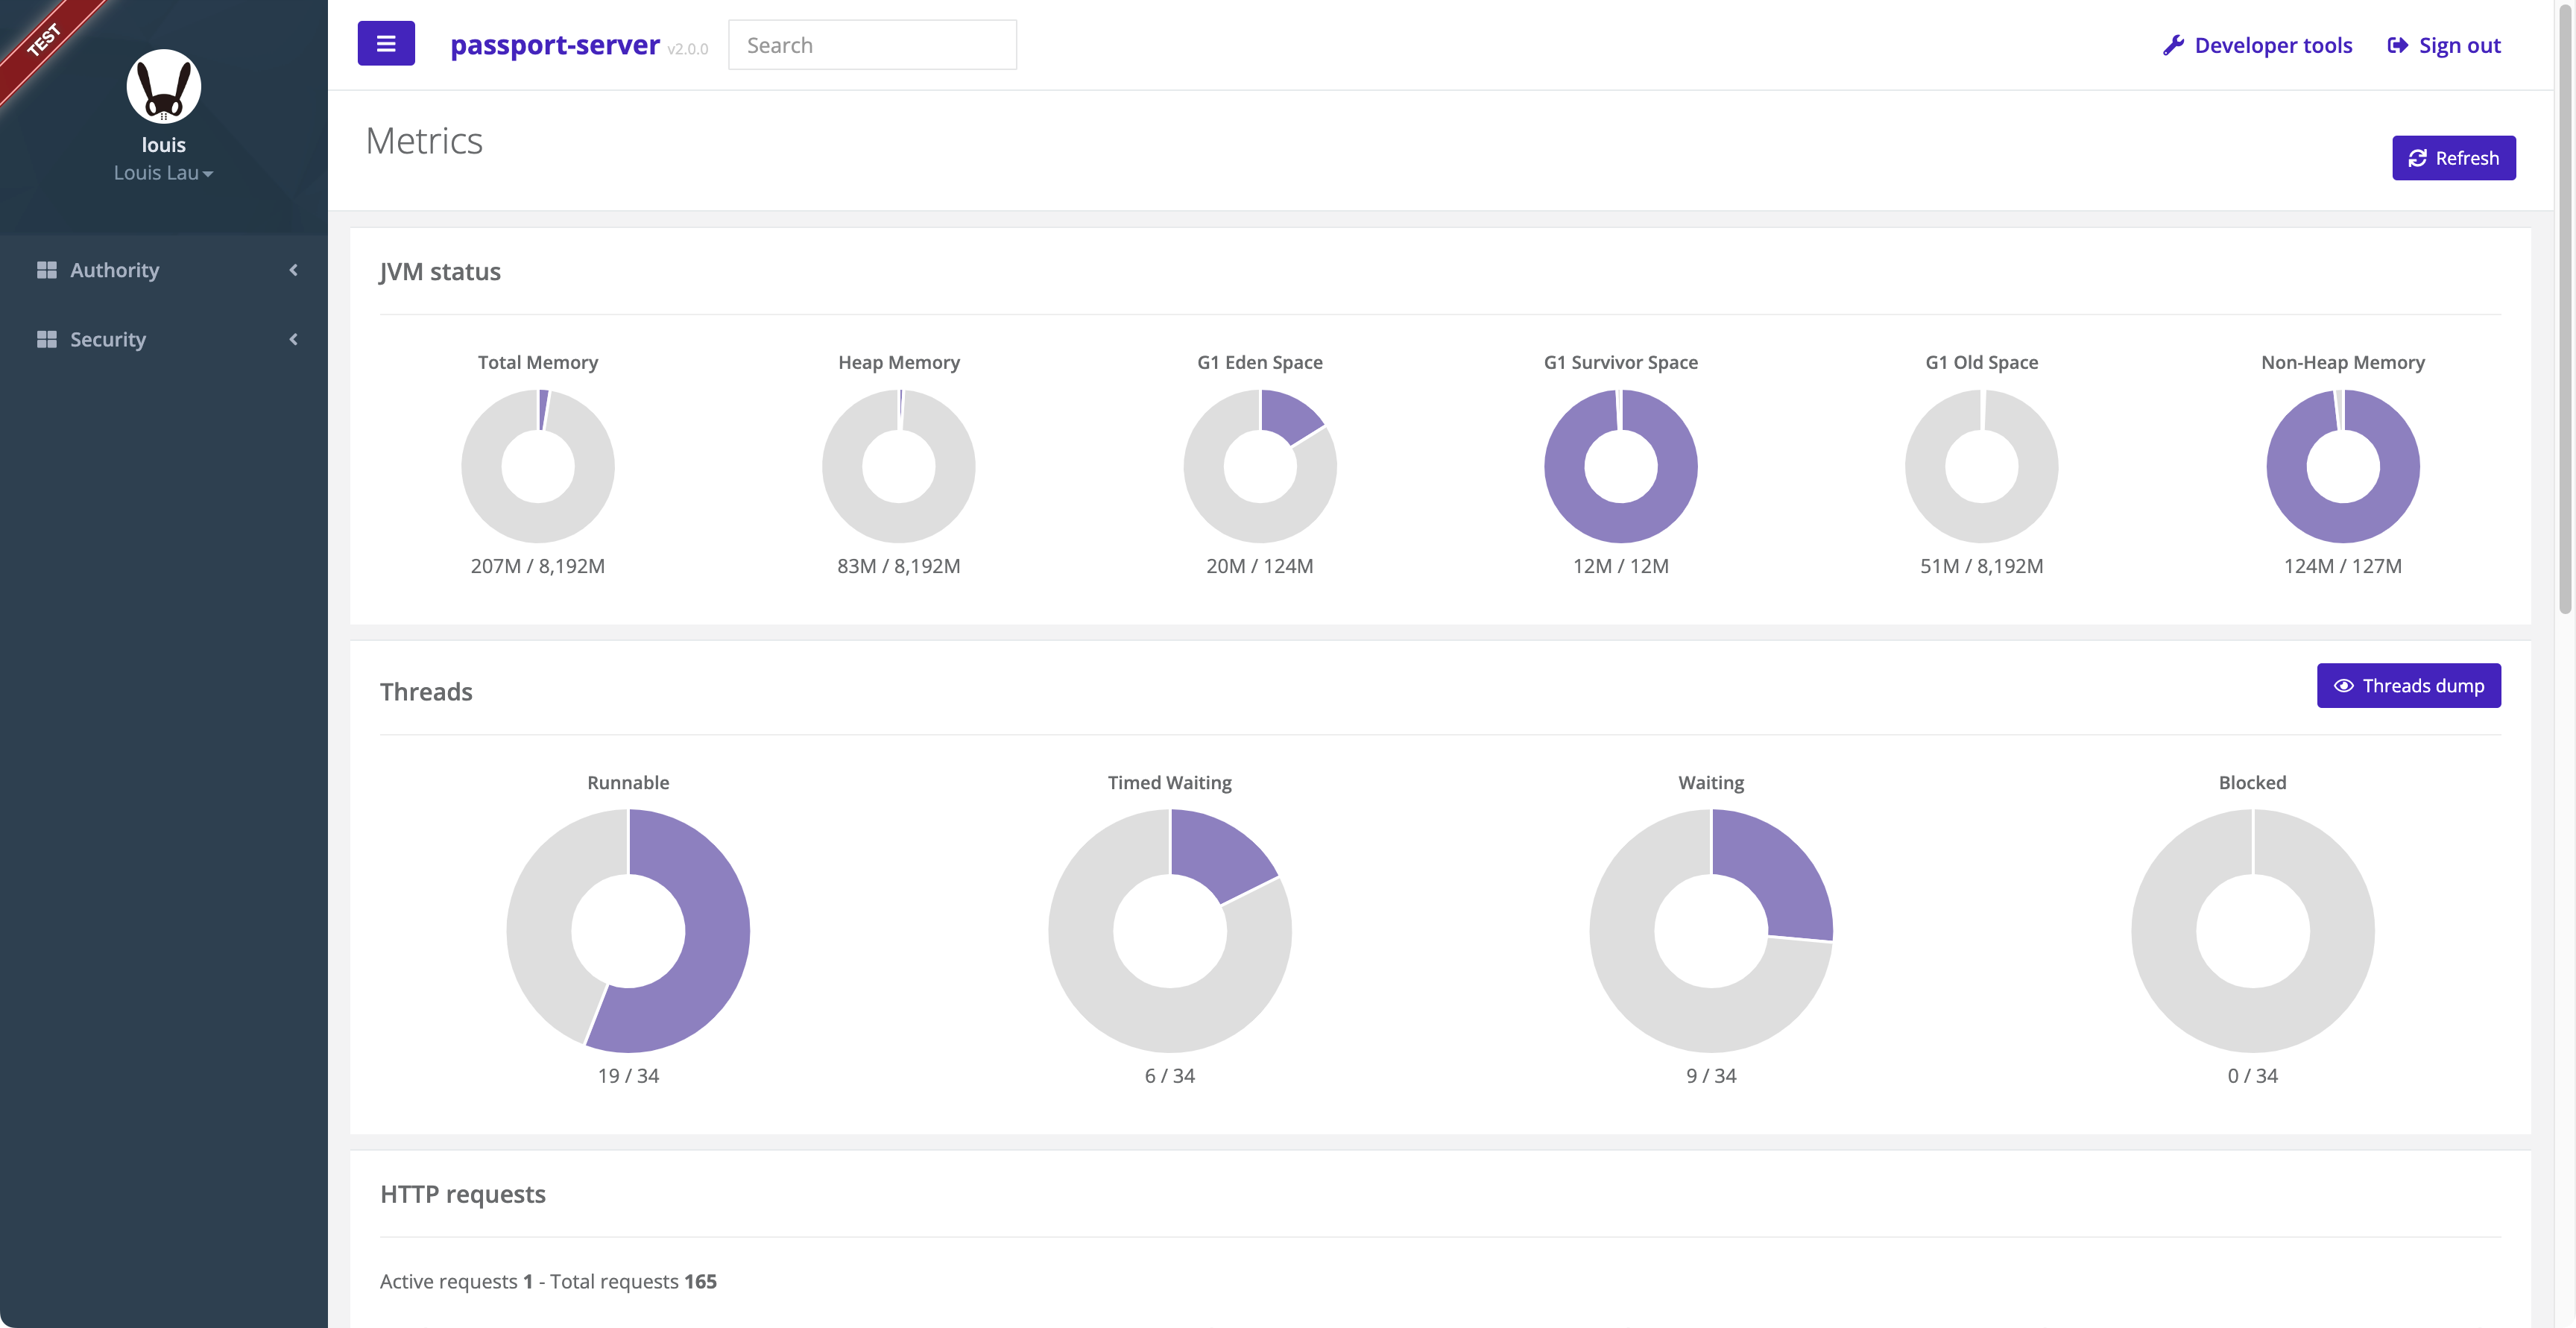 TEST
louis
Louis Lau
Authority
Security
passport-server v2.0.0
Search
Developer tools
Sign out
Metrics
Refresh
JVM status
Total Memory
207M / 8,192M
Heap Memory
83M / 8,192M
G1 Eden Space
20M / 124M
G1 Survivor Space
12M / 12M
G1 Old Space
51M / 8,192M
Non-Heap Memory
124M / 127M
Threads
Threads dump
Runnable
19 / 34
Timed Waiting
6 / 34
Waiting
9 / 34
Blocked
0 / 34
HTTP requests
Active requests 1 - Total requests 165